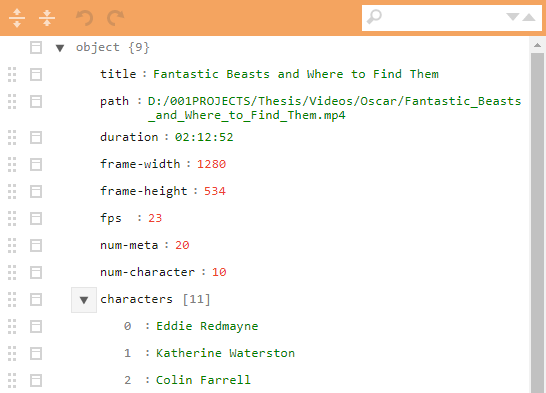 object {9}
title : Fantastic Beasts and Where to Find Them
path : D:/001PROJECTS/Thesis/Videos/Oscar/Fantastic_Beasts
_and_Where_to_Find_Them.mp4
duration : 02:12:52
frame-width : 1280
frame-height : 534
fps : 23
num-meta : 20
num-character : 10
characters [11]
0 : Eddie Redmayne
1 : Katherine Waterston
2 : Colin Farrell